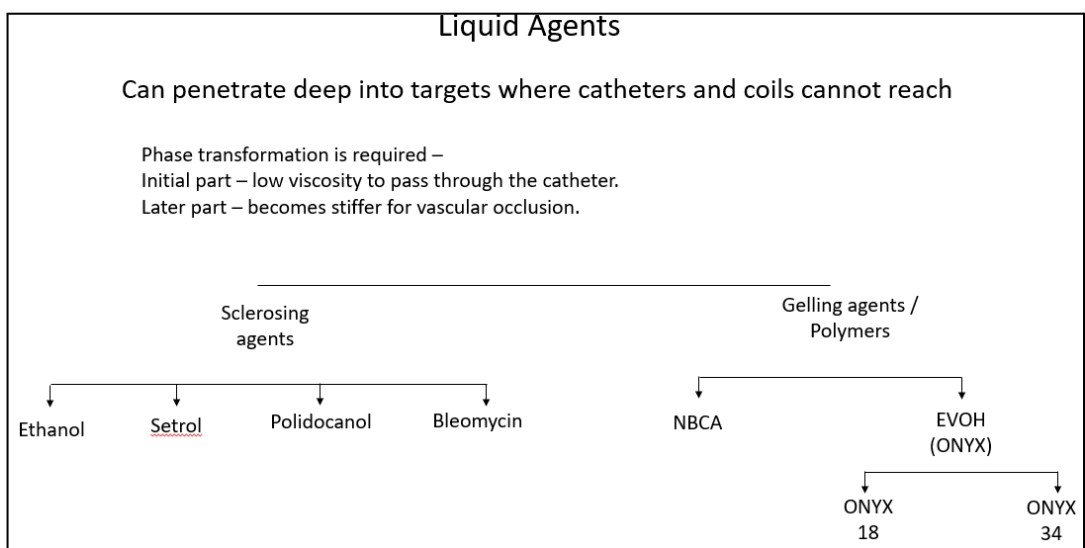 Liquid Agents
Can penetrate deep into targets where catheters and coils cannot reach
Phase transformation is required –
Initial part – low viscosity to pass through the catheter.
Later part – becomes stiffer for vascular occlusion.
Sclerosing
agents
Gelling agents /
Polymers
Ethanol
Setrol
Polidocanol
Bleomycin
NBCA
EVOH
(ONYX)
ONYX
18
ONYX
34